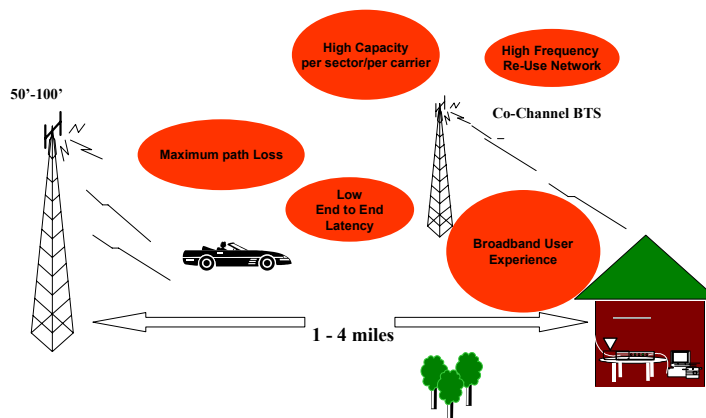 High Capacity
per sector/per carrier
High Frequency
Re-Use Network
50'-100'
Co-Channel BTS
Maximum path Loss
Low
End to End
Latency
Broadband User
Experience
1 - 4 miles